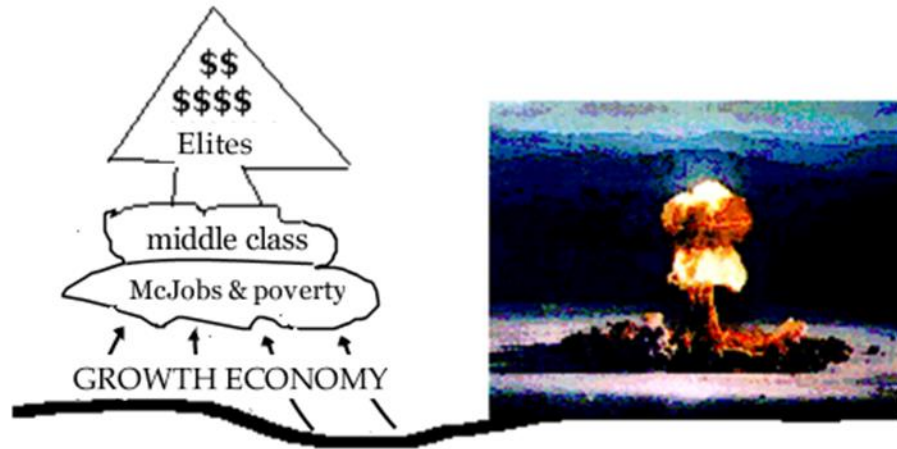 $$
$$$$
Elites
middle class
McJobs & poverty
GROWTH ECONOMY